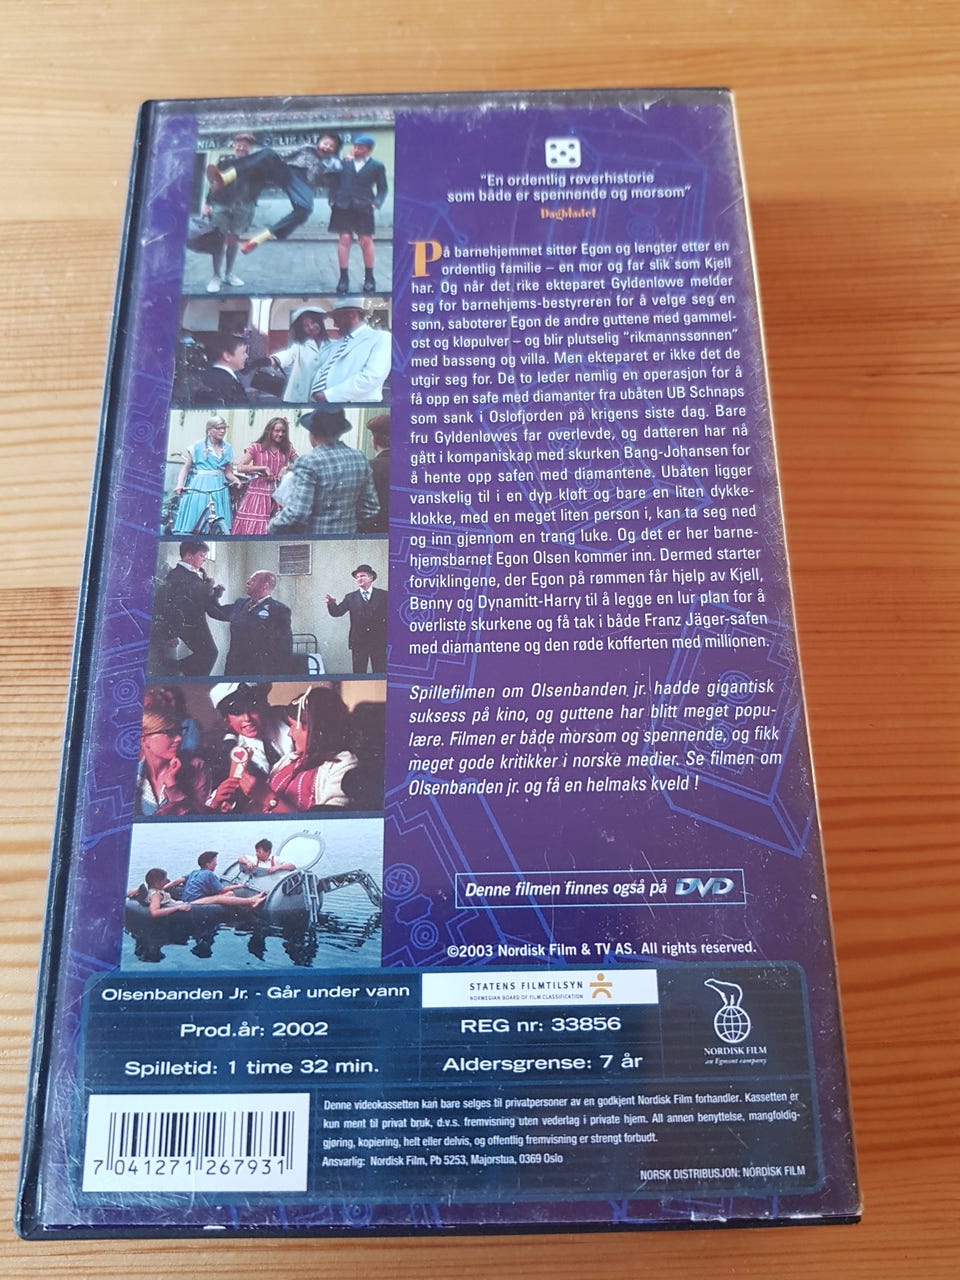 "En ordentlig røverhistorie
som både er spennende og morsom"
Dagbladet
På barnehjemmet sitter Egon og lengter etter en
ordentlig familie – en mor og far slik som Kjell
har. Og når det rike ekteparet Gyldenløwe melder
seg for barnehjems-bestyreren for å velge seg en
sønn, saboterer Egon de andre guttene med gammel-
ost og kløpulver – og blir plutselig "rikmannssønnen"
med basseng og villa. Men ekteparet er ikke det de
utgir seg for. De to leder nemlig en operasjon for å
få opp en safe med diamanter fra ubåten UB Schnaps
som sank i Oslofjorden på krigens siste dag. Bare
fru Gyldenløwes far overlevde, og datteren har nå
gått i kompaniskap med skurken Bang-Johansen for
å hente opp safen med diamantene. Ubåten ligger
vanskelig til i en dyp kløft og bare en liten dykke-
klokke, med en meget liten person i, kan ta seg ned
og inn gjennom en trang luke. Og det er her barne-
hjemsbarnet Egon Olsen kommer inn. Dermed starter
forviklingene, der Egon på rømmen får hjelp av Kjell,
Benny og Dynamitt-Harry til å legge en lur plan for å
overliste skurkene og få tak i både Franz Jäger-safen
med diamantene og den røde kofferten med millionen.
Spillefilmen om Olsenbanden jr. hadde gigantisk
suksess på kino, og guttene har blitt meget popu-
lære. Filmen er både morsom og spennende, og fikk
meget gode kritikker i norske medier. Se filmen om
Olsenbanden jr. og få en helmaks kveld !
Denne filmen finnes også på DVD
©2003 Nordisk Film & TV AS. All rights reserved.
Olsenbanden Jr. - Går under vann
STATENS FILMTILSYN
NORWEGIAN BOARD OF FILM CLASSIFICATION
Prod.år: 2002
REG nr: 33856
Spilletid: 1 time 32 min.
Aldersgrense: 7 år
NORDISK FILM
an Egmont company
Denne videokassetten kan bare selges til privatpersoner av en godkjent Nordisk Film forhandler. Kassetten er
kun ment til privat bruk, d.v.s. fremvisning uten vederlag i private hjem. All annen benyttelse, mangfoldig-
gjøring, kopiering, helt eller delvis, og offentlig fremvisning er strengt forbudt.
Ansvarlig: Nordisk Film, Pb 5253, Majorstua, 0369 Oslo
7 041271 267931
NORSK DISTRIBUSJON: NORDISK FILM